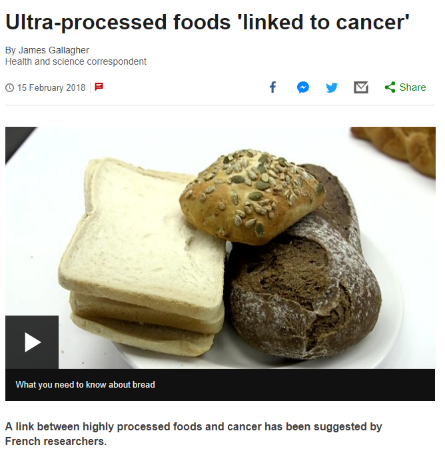 Ultra-processed foods 'linked to cancer'
By James Gallagher
Health and science correspondent
15 February 2018
Share
What you need to know about bread
A link between highly processed foods and cancer has been suggested by
French researchers.